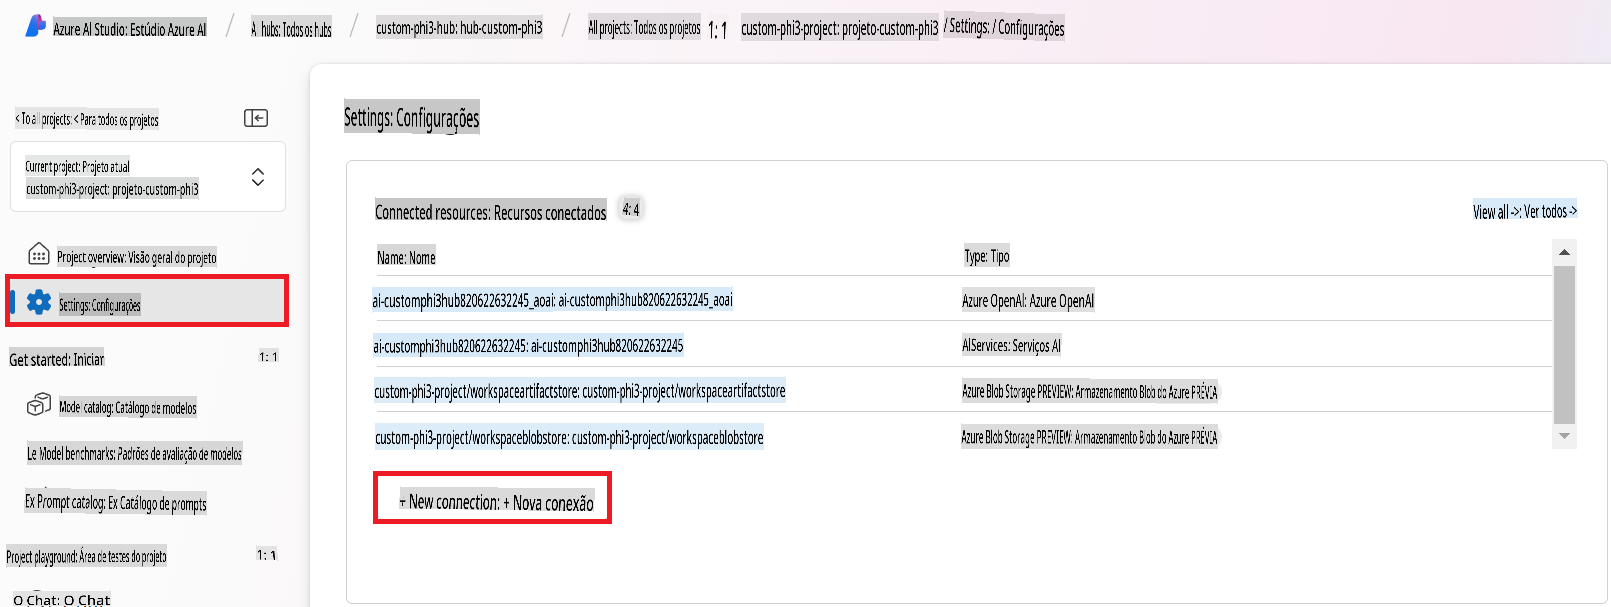 Azure AI Studio: Estúdio Azure AI / A hubs: Todos os hubs / custom-phi3-hub: hub-custom-phi3 / All projects: Todos os projetos 1: 1 custom-phi3-project: projeto-custom-phi3 / Settings: / Configurações
< To all projects: < Para todos os projetos
Current project: Projeto atual
custom-phi3-project: projeto-custom-phi3
Project overview: Visão geral do projeto
Settings: Configurações
Get started: Iniciar 1: 1
Model catalog: Catálogo de modelos
Le Model benchmarks: Padrões de avaliação de modelos
Ex Prompt catalog: Ex Catálogo de prompts
Project playground: Área de testes do projeto 1: 1
O Chat: O Chat
Settings: Configurações
Connected resources: Recursos conectados 4: 4
View all ->: Ver todos ->
Name: Nome Type: Tipo
ai-customphi3hub820622632245_aoai: ai-customphi3hub820622632245_aoai Azure OpenAI: Azure OpenAI
ai-customphi3hub820622632245: ai-customphi3hub820622632245 AIServices: Serviços AI
custom-phi3-project/workspaceartifactstore: custom-phi3-project/workspaceartifactstore Azure Blob Storage PREVIEW: Armazenamento Blob do Azure PRÉVIA
custom-phi3-project/workspaceblobstore: custom-phi3-project/workspaceblobstore Azure Blob Storage PREVIEW: Armazenamento Blob do Azure PRÉVIA
+ New connection: + Nova conexão